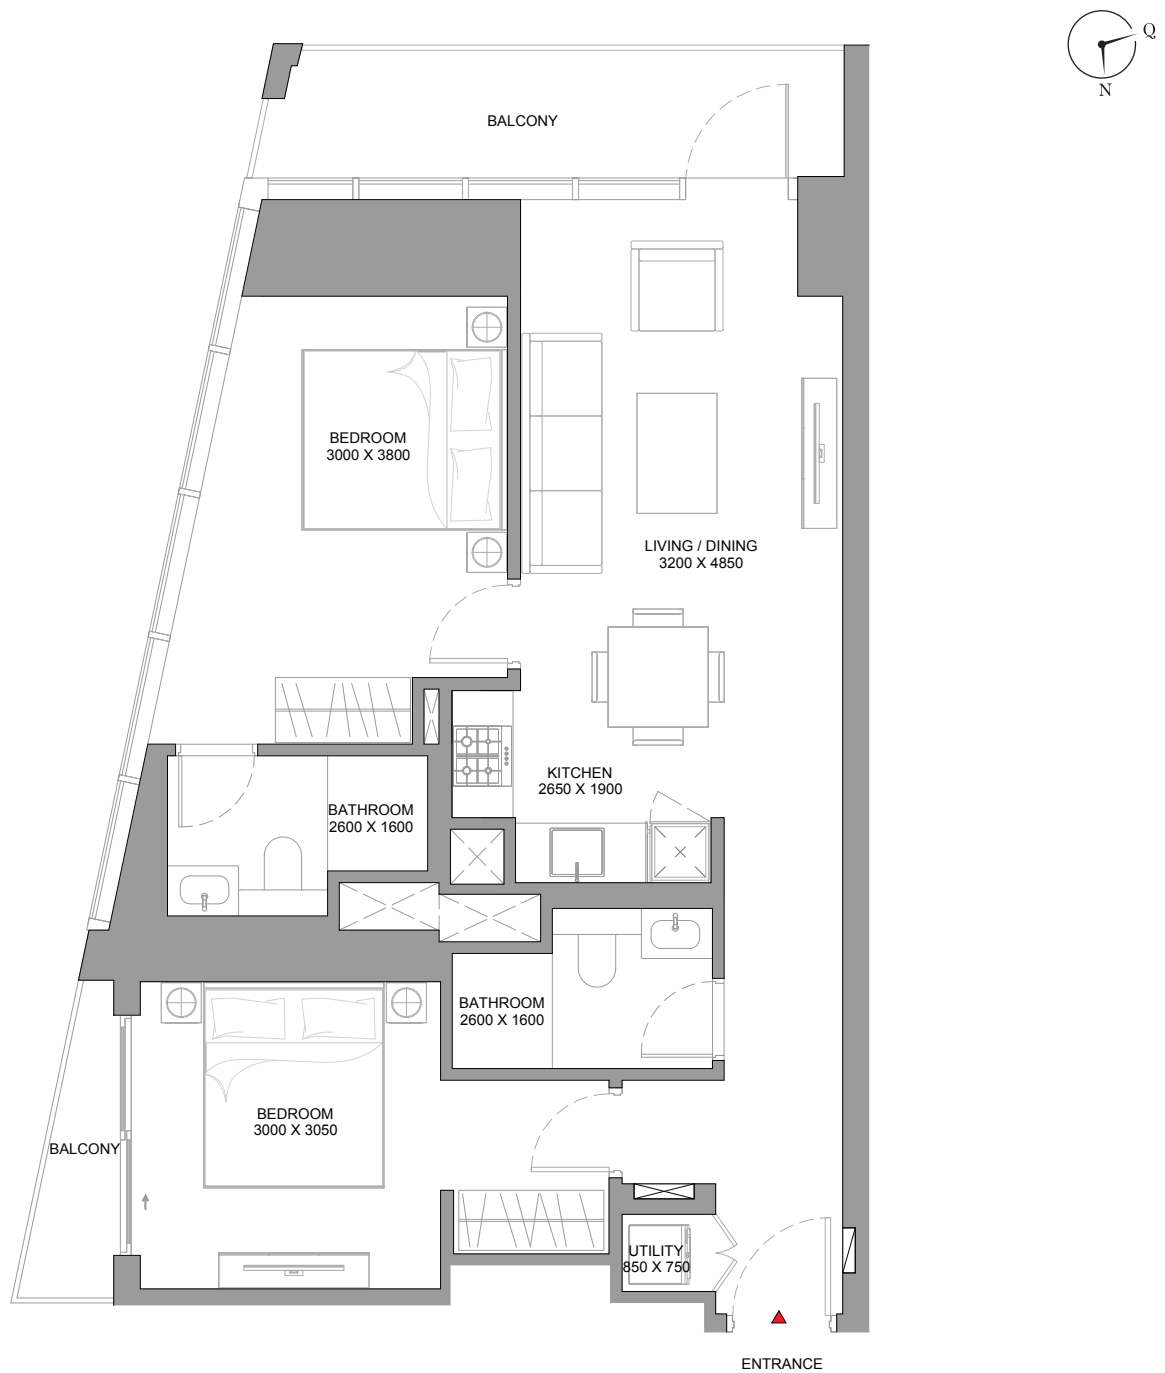 Q
N
BALCONY
BEDROOM
3000 X 3800
LIVING / DINING
3200 X 4850
KITCHEN
2650 X 1900
BATHROOM
2600 X 1600
BATHROOM
2600 X 1600
BEDROOM
3000 X 3050
BALCONY
UTILITY
850 X 750
ENTRANCE